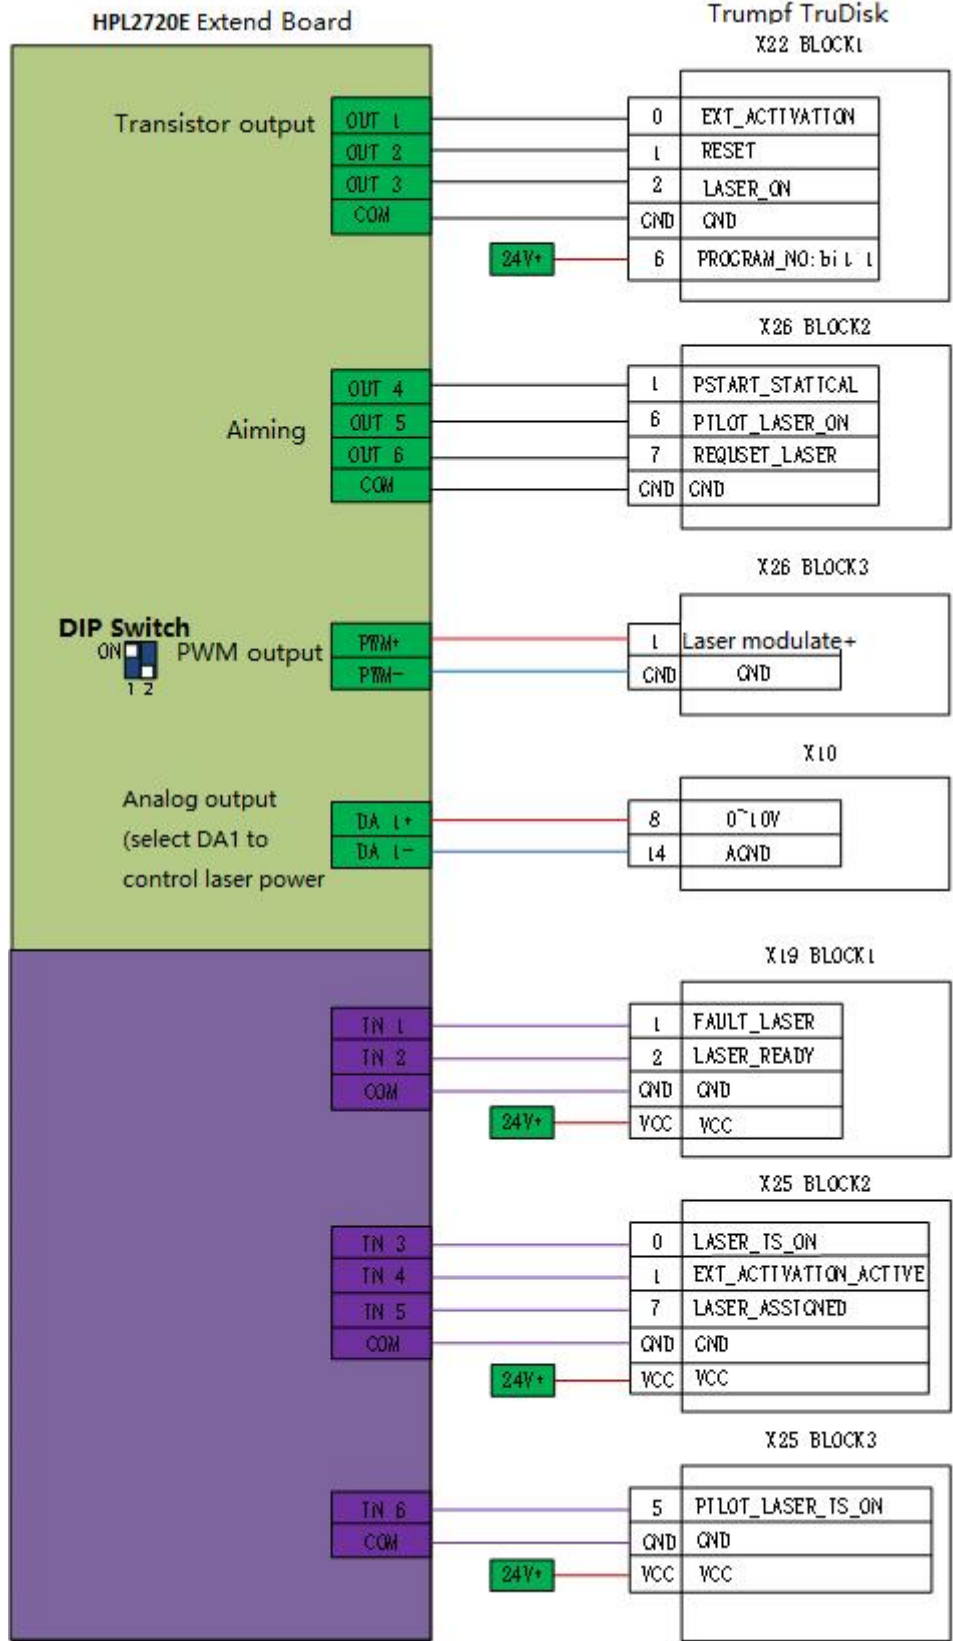 HPL2720E Extend Board
Trumpf TruDisk
X22 BLOCK1
Transistor output
OUT 1
0 EXT_ACTIVATION
OUT 2
1 RESET
OUT 3
2 LASER_ON
COM
GND GND
24V+
6 PROGRAM_NO:bit 1
X26 BLOCK2
Aiming
OUT 4
1 PSTART_STATICAL
OUT 5
6 PILOT_LASER_ON
OUT 6
7 REQUSET_LASER
COM
GND GND
X26 BLOCK3
DIP Switch
ON
1 2
PWM output
PWM+
1 Laser modulate+
PWM-
GND GND
X10
Analog output
(select DA1 to
control laser power
DA 1+
8 0~10V
DA 1-
14 AGND
X19 BLOCK1
IN 1
1 FAULT_LASER
IN 2
2 LASER_READY
COM
GND GND
24V+
VCC VCC
X25 BLOCK2
IN 3
0 LASER_IS_ON
IN 4
1 EXT_ACTIVATION_ACTIVE
IN 5
7 LASER_ASSIGNED
COM
GND GND
24V+
VCC VCC
X25 BLOCK3
IN 6
5 PILOT_LASER_IS_ON
COM
GND GND
24V+
VCC VCC